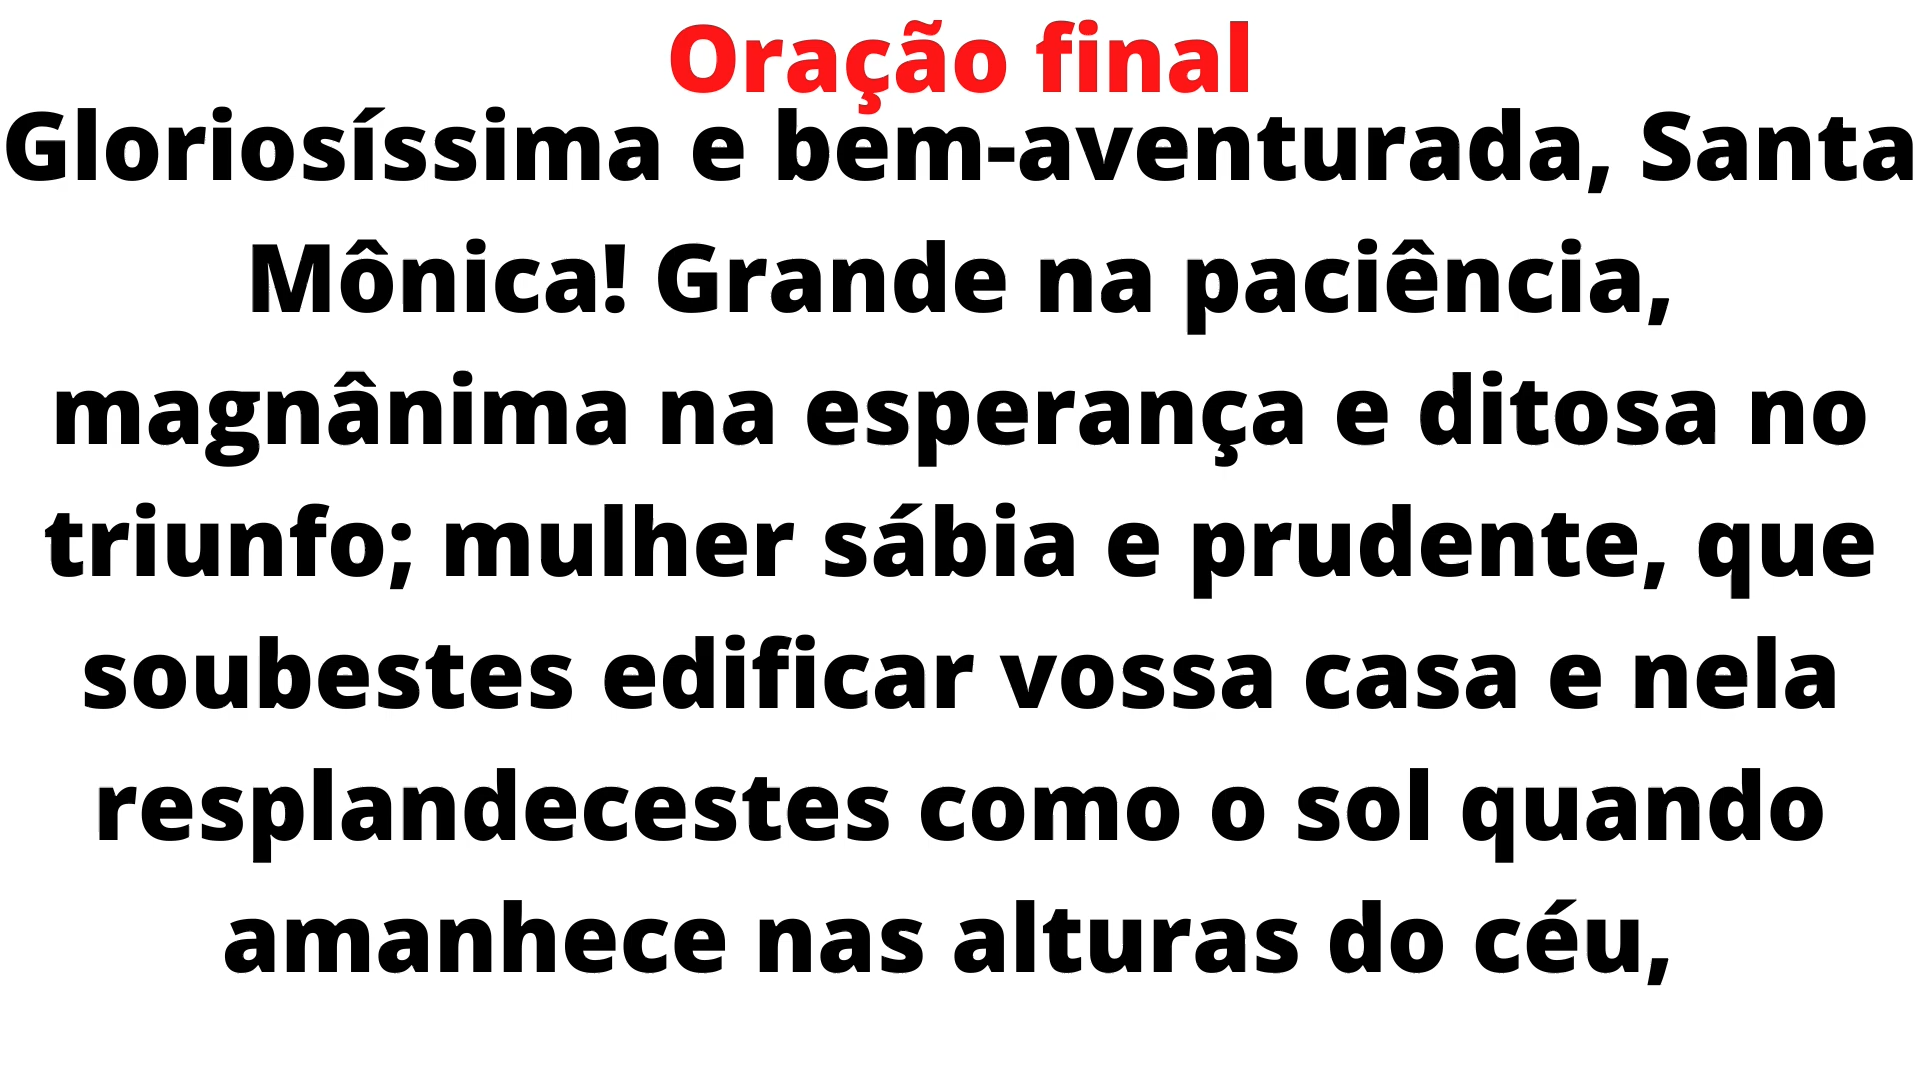 Oração final
Gloriosíssima e bem-aventurada, Santa
Mônica! Grande na paciência,
magnânima na esperança e ditosa no
triunfo; mulher sábia e prudente, que
soubestes edificar vossa casa e nela
resplandecestes como o sol quando
amanhece nas alturas do céu,